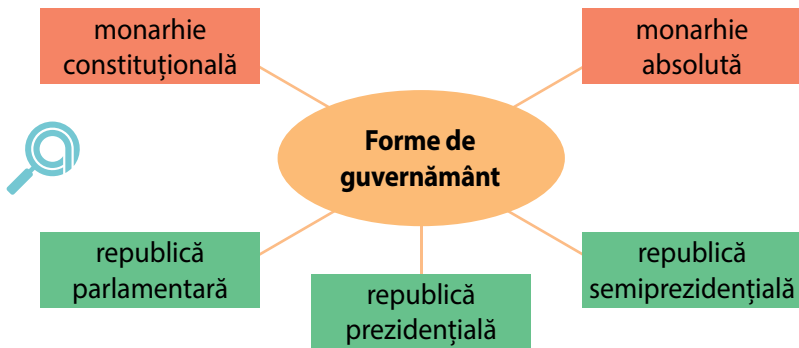 monarhie
constituțională
monarhie
absolută
Forme de
guvernământ
republică
parlamentară
republică
prezidențială
republică
semiprezidențială